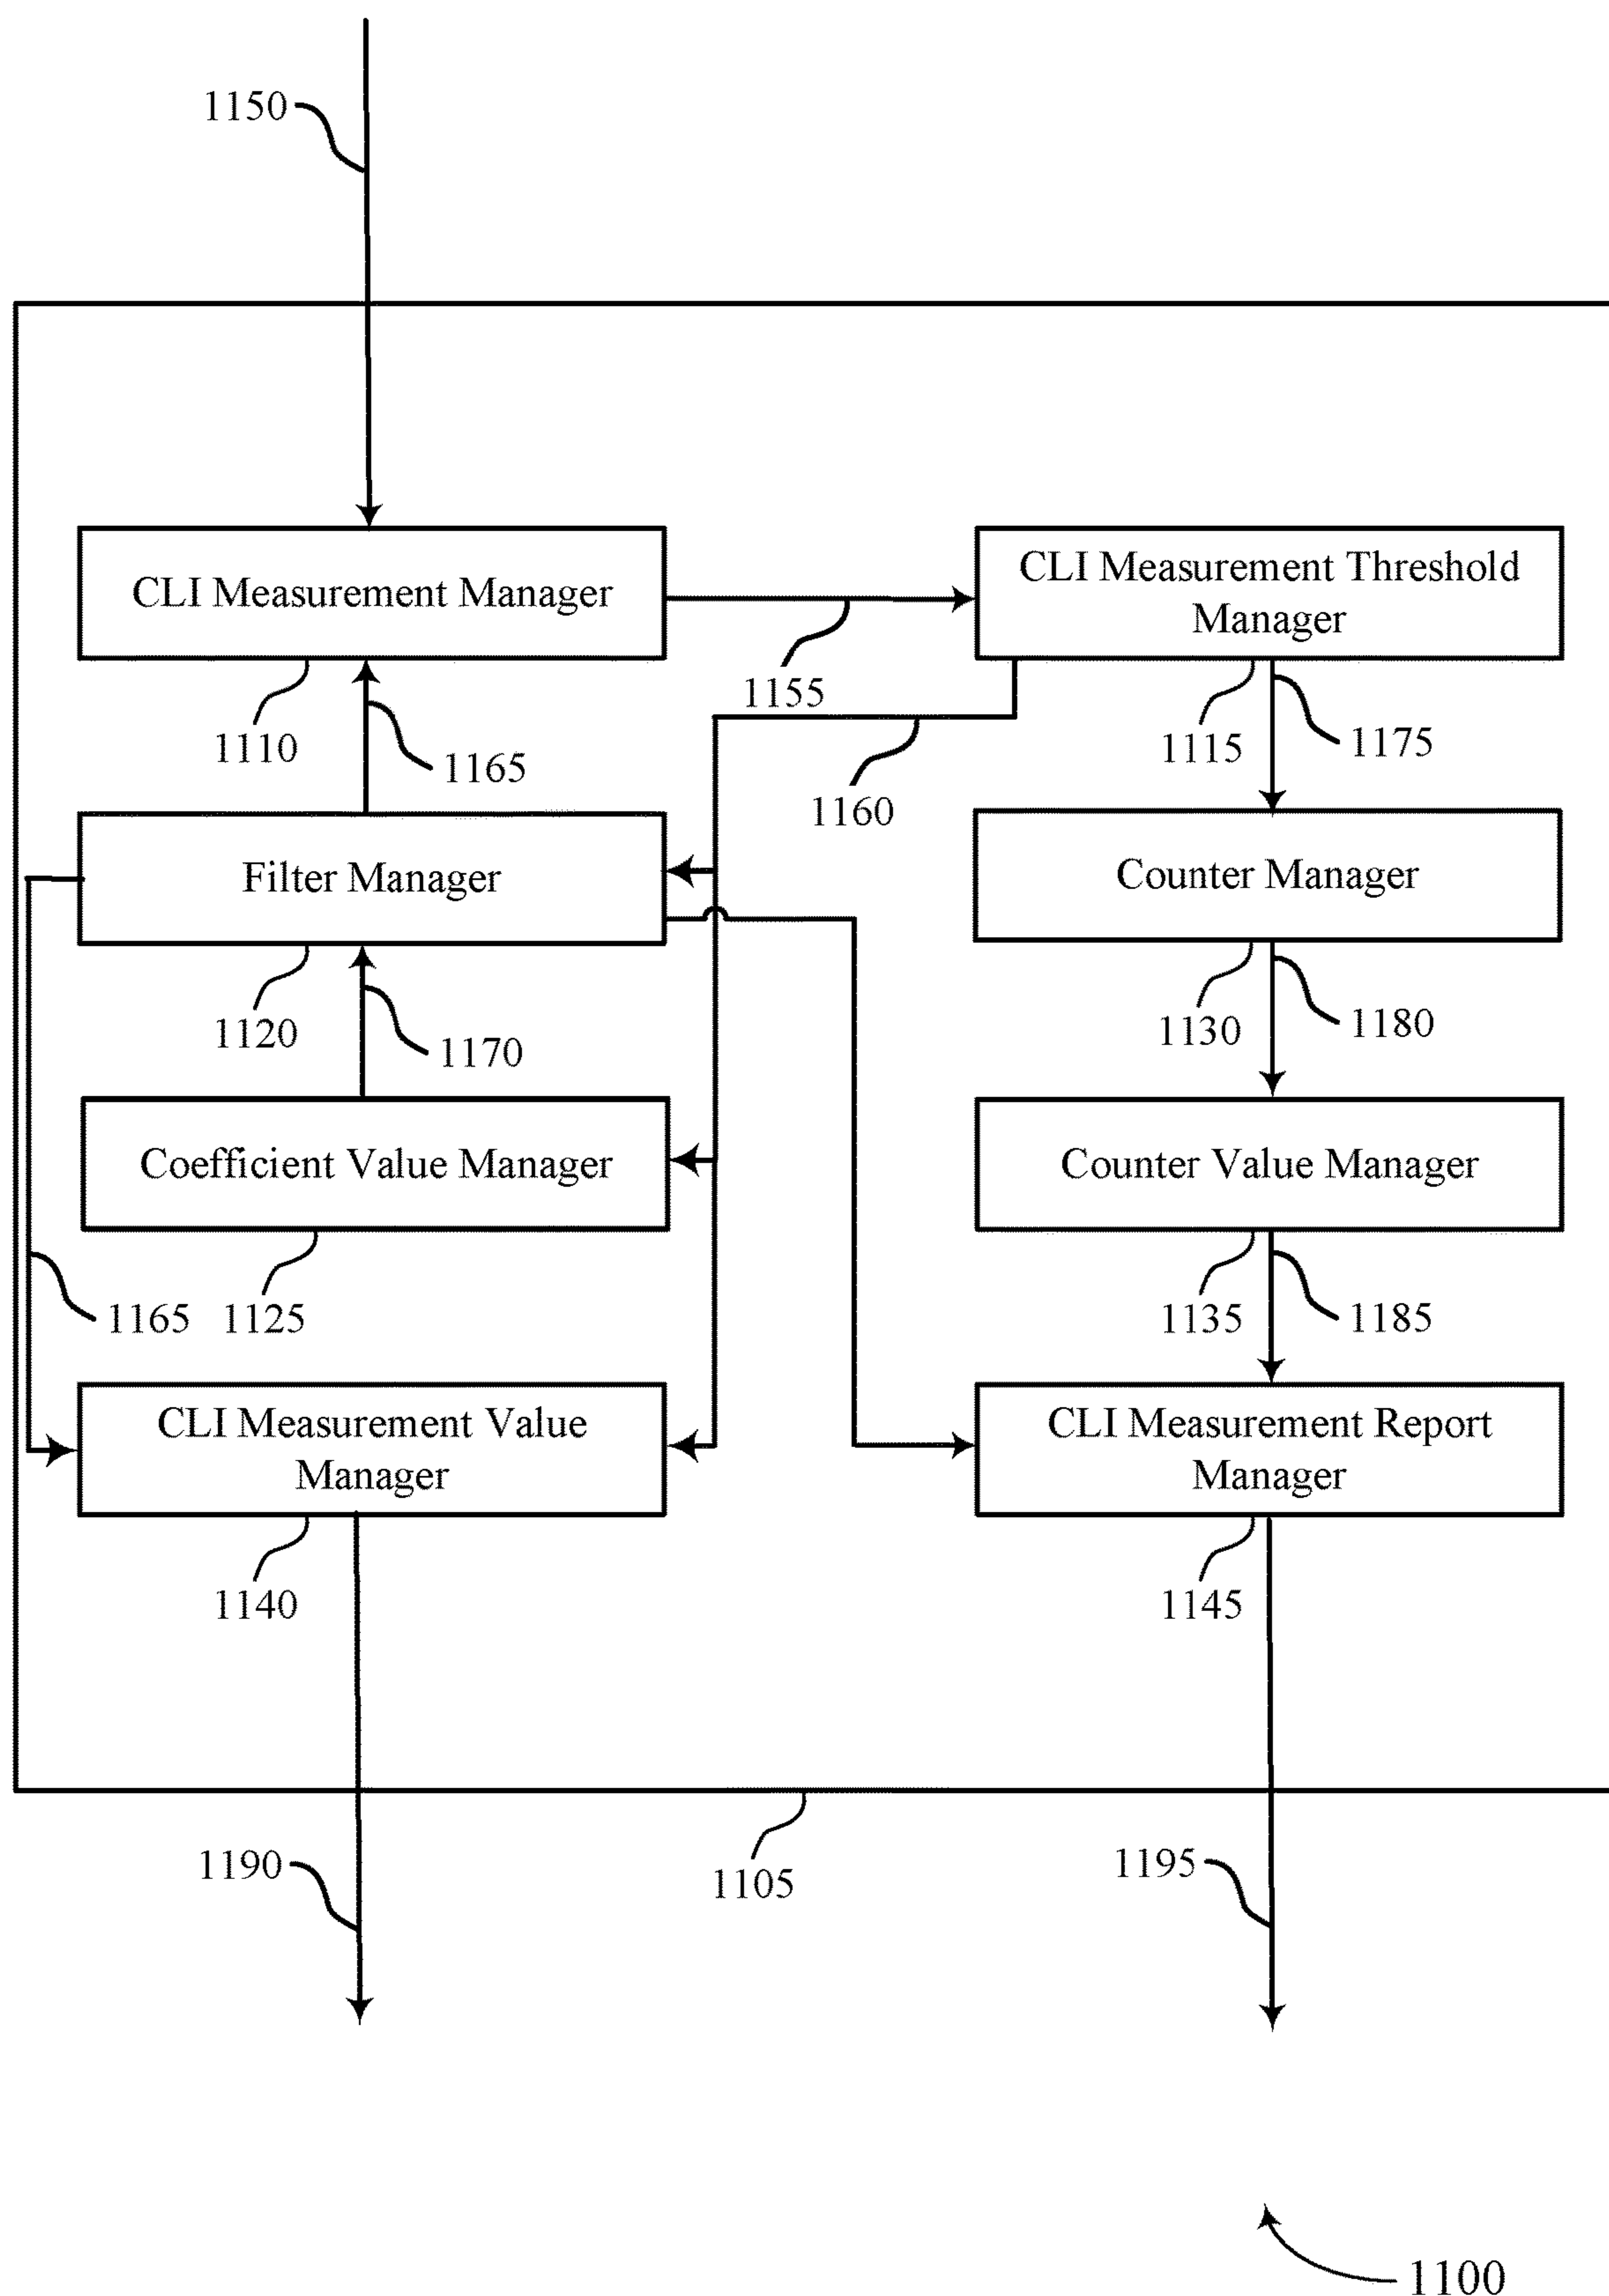 1150
CLI Measurement Manager
CLI Measurement Threshold
Manager
1155
1110
1165
1160
1115
1175
Filter Manager
Counter Manager
1120
1170
1130
1180
Coefficient Value Manager
Counter Value Manager
1165
1125
1135
1185
CLI Measurement Value
Manager
CLI Measurement Report
Manager
1140
1145
1190
1105
1195
1100